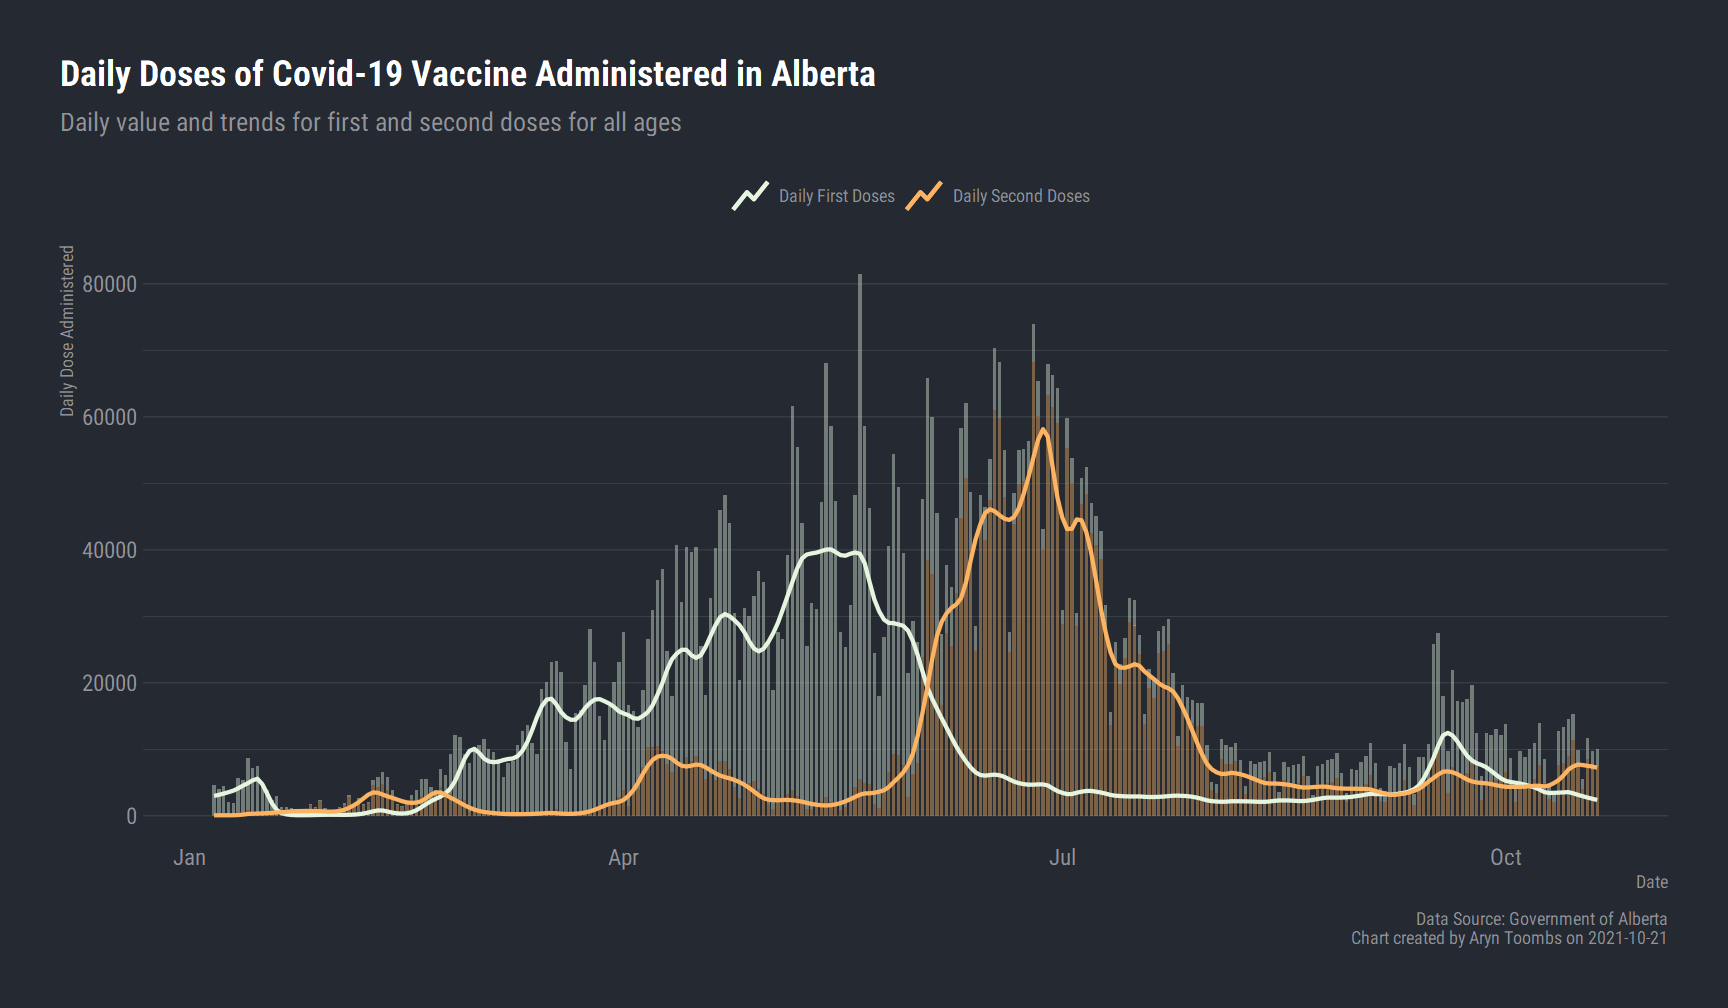 Daily Doses of Covid-19 Vaccine Administered in Alberta
Daily value and trends for first and second doses for all ages
Daily First Doses
Daily Second Doses
Daily Dose Administered
80000
60000
40000
20000
0
Jan
Apr
Jul
Oct
Date
Data Source: Government of Alberta
Chart created by Aryn Toombs on 2021-10-21